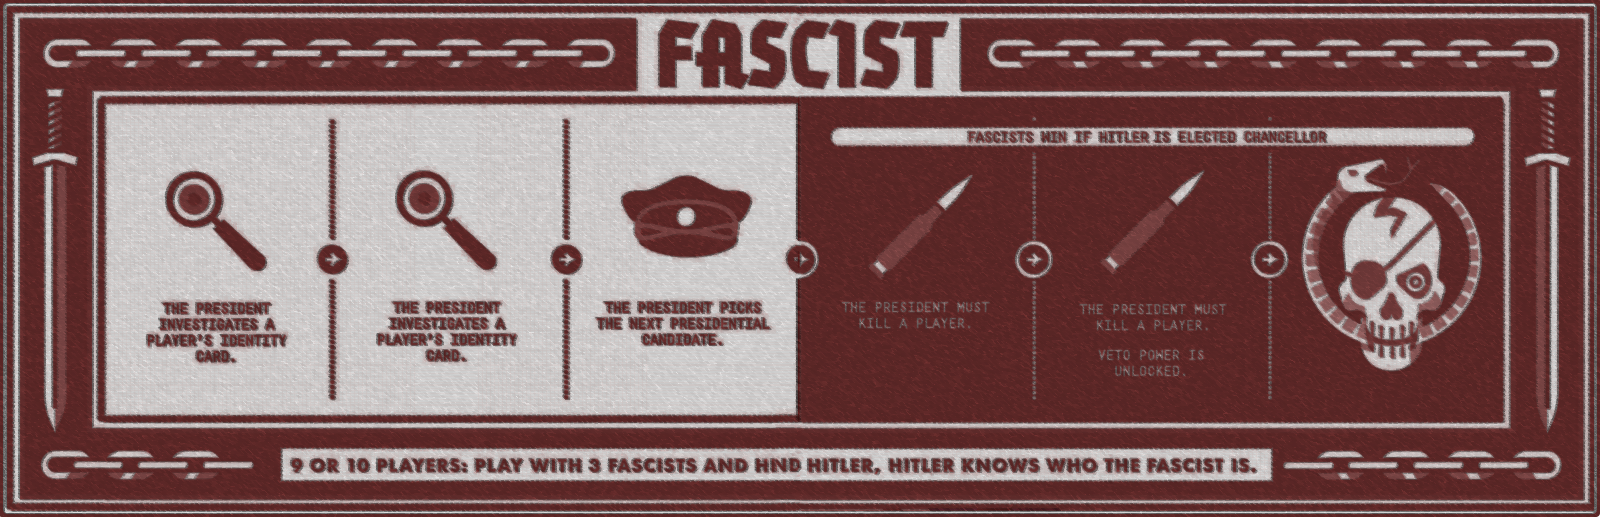 FASC1ST
FASCISTS WIN IF HITLER IS ELECTED CHANCELLOR
THE PRESIDENT
INVESTIGATES A
PLAYER'S IDENTITY
CARD.
THE PRESIDENT
INVESTIGATES A
PLAYER'S IDENTITY
CARD.
THE PRESIDENT PICKS
THE NEXT PRESIDENTIAL
CANDIDATE.
THE PRESIDENT MUST
KILL A PLAYER.
THE PRESIDENT MUST
KILL A PLAYER.
VETO POWER IS
UNLOCKED.
9 OR 10 PLAYERS: PLAY WITH 3 FASCISTS AND HND HITLER, HITLER KNOWS WHO THE FASCIST IS.